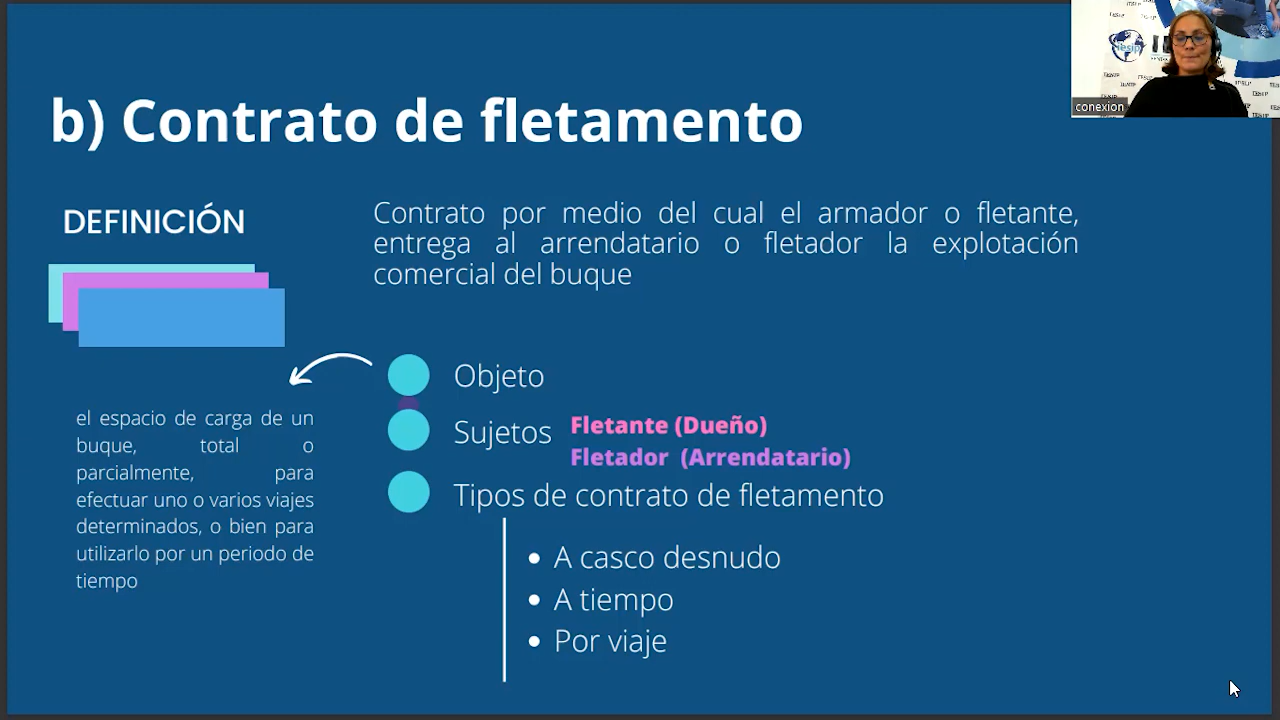 b) Contrato de fletamento
conexion
DEFINICIÓN
Contrato por medio del cual el armador o fletante,
entrega al arrendatario o fletador la explotación
comercial del buque
Objeto
Sujetos
Fletante (Dueño)
Fletador (Arrendatario)
Tipos de contrato de fletamento
A casco desnudo
A tiempo
Por viaje
el espacio de carga de un
buque, total o
parcialmente, para
efectuar uno o varios viajes
determinados, o bien para
utilizarlo por un periodo de
tiempo